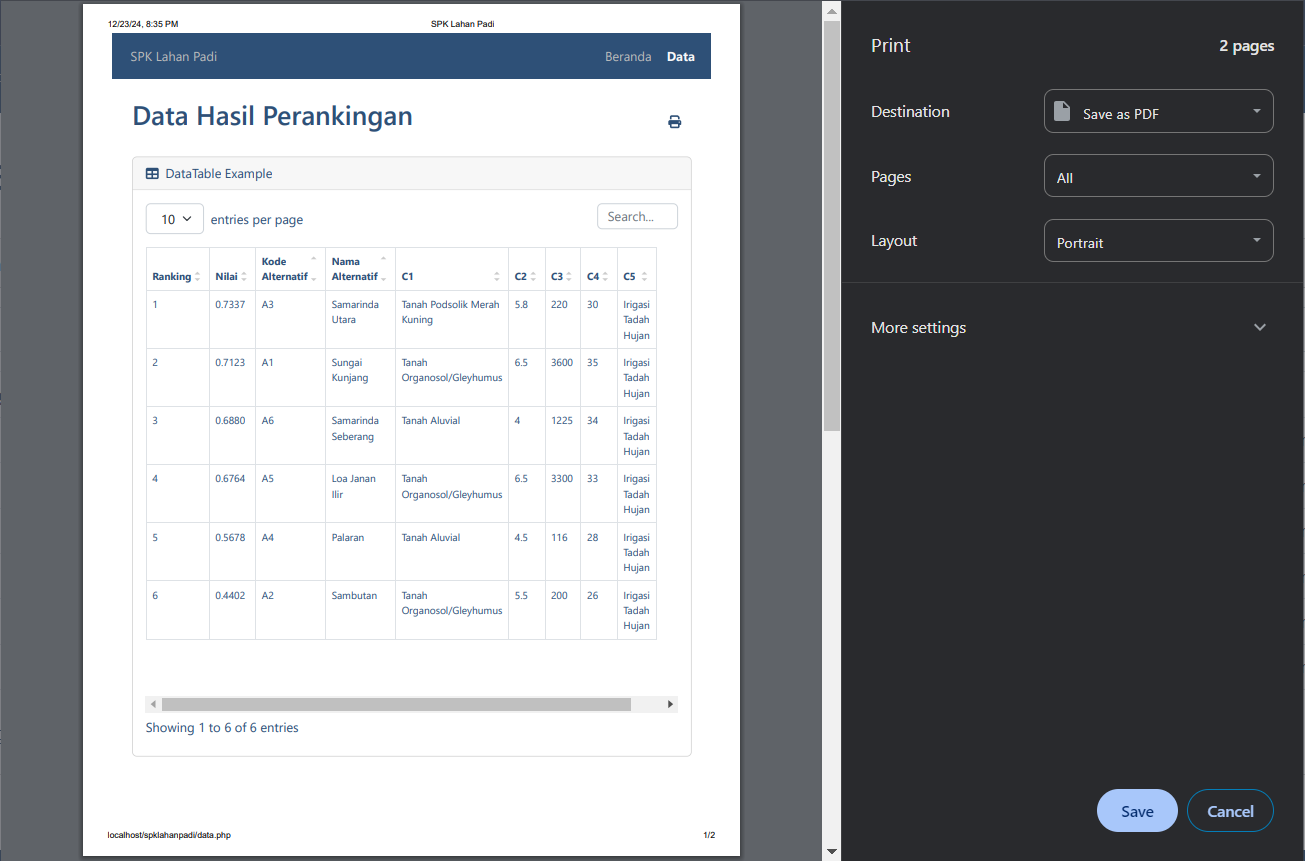 12/23/24, 8:35 PM SPK Lahan Padi
SPK Lahan Padi Beranda Data
Data Hasil Perankingan
DataTable Example
10 entries per page Search...
Ranking Nilai Kode Alternatif Nama Alternatif C1 C2 C3 C4 C5
1 0.7337 A3 Samarinda Utara Tanah Podsolik Merah Kuning 5.8 220 30 Irigasi Tadah Hujan
2 0.7123 A1 Sungai Kunjang Tanah Organosol/Gleyhumus 6.5 3600 35 Irigasi Tadah Hujan
3 0.6880 A6 Samarinda Seberang Tanah Aluvial 4 1225 34 Irigasi Tadah Hujan
4 0.6764 A5 Loa Janan Ilir Tanah Organosol/Gleyhumus 6.5 3300 33 Irigasi Tadah Hujan
5 0.5678 A4 Palaran Tanah Aluvial 4.5 116 28 Irigasi Tadah Hujan
6 0.4402 A2 Sambutan Tanah Organosol/Gleyhumus 5.5 200 26 Irigasi Tadah Hujan
Showing 1 to 6 of 6 entries
localhost/spklahanpadi/data.php 1/2
Print 2 pages
Destination Save as PDF
Pages All
Layout Portrait
More settings
Save Cancel